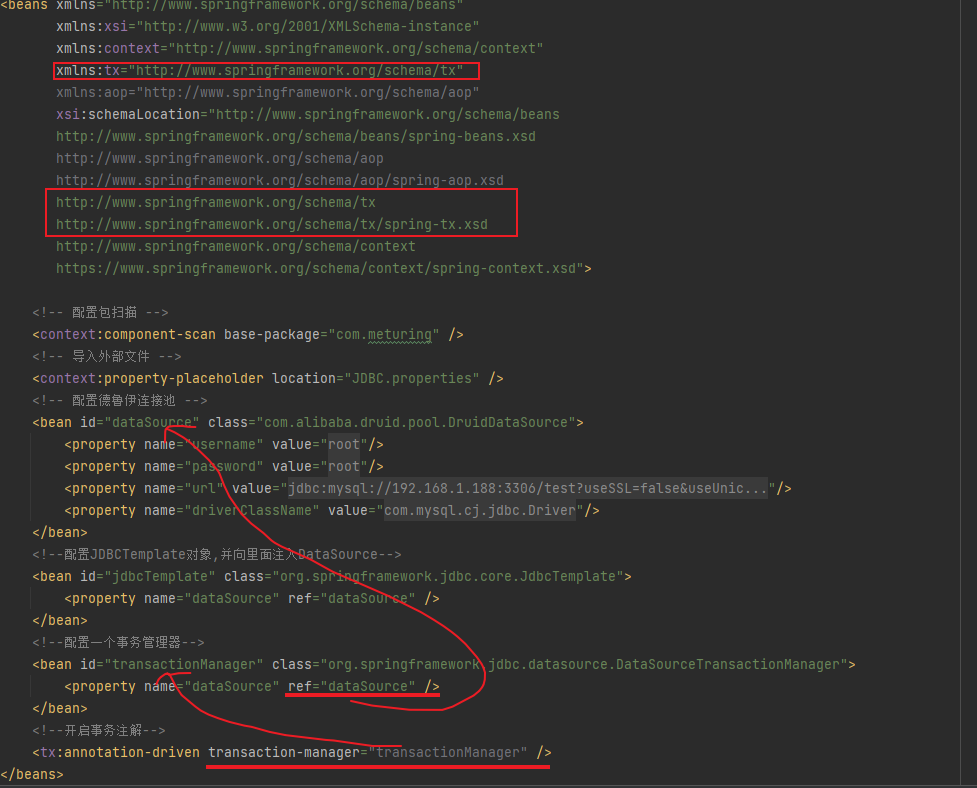 <beans xmlns="http://www.springframework.org/schema/beans"
xmlns:xsi="http://www.w3.org/2001/XMLSchema-instance"
xmlns:context="http://www.springframework.org/schema/context"
xmlns:tx="http://www.springframework.org/schema/tx"
xmlns:aop="http://www.springframework.org/schema/aop"
xsi:schemaLocation="http://www.springframework.org/schema/beans
http://www.springframework.org/schema/beans/spring-beans.xsd
http://www.springframework.org/schema/aop
http://www.springframework.org/schema/aop/spring-aop.xsd
http://www.springframework.org/schema/tx
http://www.springframework.org/schema/tx/spring-tx.xsd
http://www.springframework.org/schema/context
https://www.springframework.org/schema/context/spring-context.xsd">
<!-- 配置包扫描 -->
<context:component-scan base-package="com.meturing" />
<!-- 导入外部文件 -->
<context:property-placeholder location="JDBC.properties" />
<!-- 配置德鲁伊连接池 -->
<bean id="dataSource" class="com.alibaba.druid.pool.DruidDataSource">
<property name="username" value="root"/>
<property name="password" value="root"/>
<property name="url" value="jdbc:mysql://192.168.1.188:3306/test?useSSL=false&useUnic..."/>
<property name="driverClassName" value="com.mysql.cj.jdbc.Driver"/>
</bean>
<!--配置JDBCTemplate对象,并向里面注入DataSource-->
<bean id="jdbcTemplate" class="org.springframework.jdbc.core.JdbcTemplate">
<property name="dataSource" ref="dataSource" />
</bean>
<!--配置一个事务管理器-->
<bean id="transactionManager" class="org.springframework.jdbc.datasource.DataSourceTransactionManager">
<property name="dataSource" ref="dataSource" />
</bean>
<!--开启事务注解-->
<tx:annotation-driven transaction-manager="transactionManager" />
</beans>